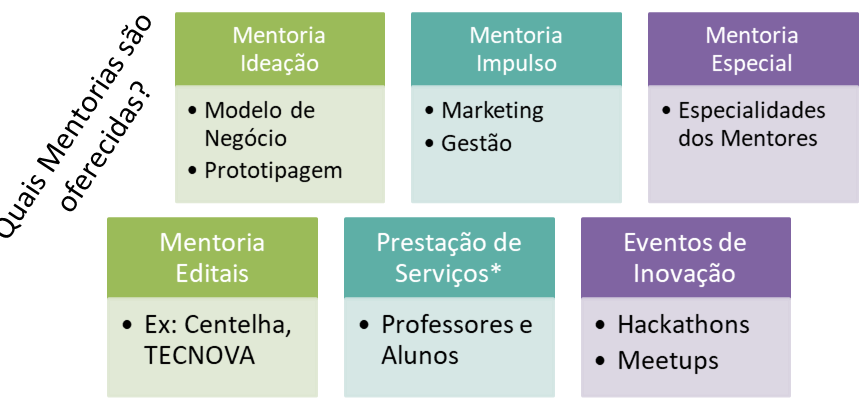 Quais Mentorias são
oferecidas?
Mentoria
Ideação
• Modelo de
Negócio
• Prototipagem
Mentoria
Impulso
• Marketing
• Gestão
Mentoria
Especial
• Especialidades
dos Mentores
Mentoria
Editais
• Ex: Centelha,
TECNOVA
Prestação de
Serviços*
• Professores e
Alunos
Eventos de
Inovação
• Hackathons
• Meetups